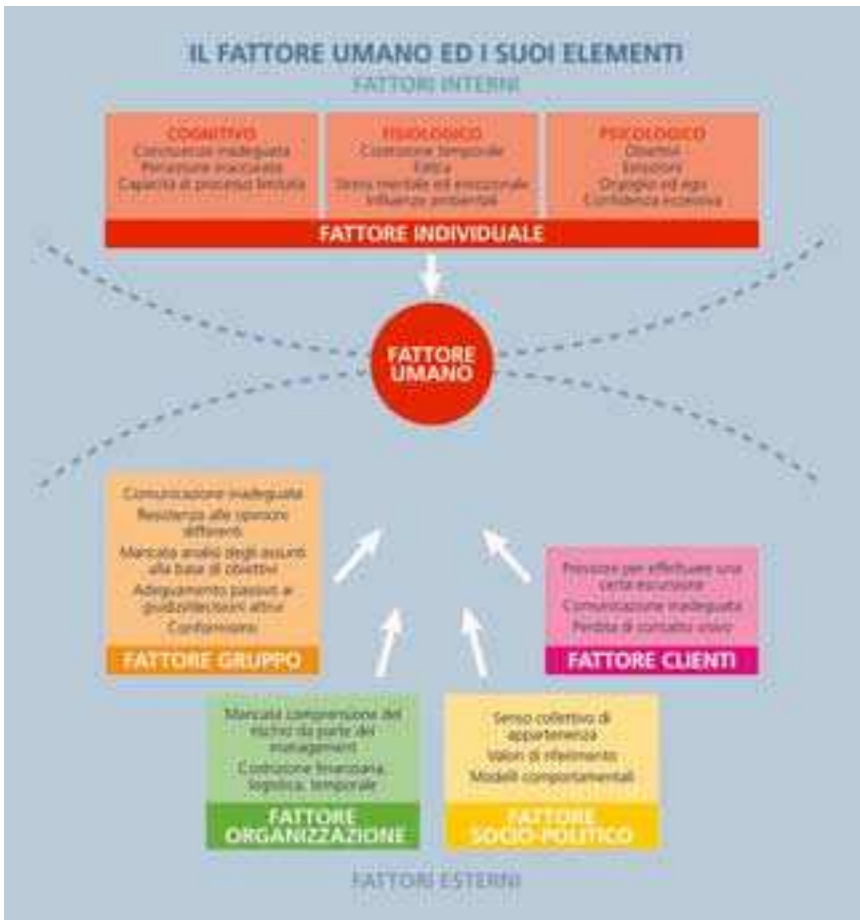 IL FATTORE UMANO ED I SUOI ELEMENTI
FATTORI INTERNI
COGNITIVO
Conoscenza inadeguata
Percezione inaccurata
Capacità di processo limitata
FISIOLOGICO
Costrizione temporale
Fatica
Stress mentale ed emozionale
Influenze ambientali
PSICOLOGICO
Obiettivi
Emozioni
Orgoglio ed ego
Confidenza eccessiva
FATTORE INDIVIDUALE
FATTORE
UMANO
Comunicazione inadeguata
Resistenza alle opinioni
differenti
Mancata analisi degli assunti
alla base di obiettivi
Adeguamento passivo ai
giudizi/decisioni altrui
Conformismo
FATTORE GRUPPO
Pressioni per effettuare una
certa escursione
Comunicazione inadeguata
Perdita di contatto visivo
FATTORE CLIENTI
Mancata comprensione del
rischio da parte del
management
Costrizione finanziaria,
logistica, temporale
FATTORE
ORGANIZZAZIONE
Senso collettivo di
appartenenza
Valori di riferimento
Modelli comportamentali
FATTORE
SOCIO-POLITICO
FATTORI ESTERNI